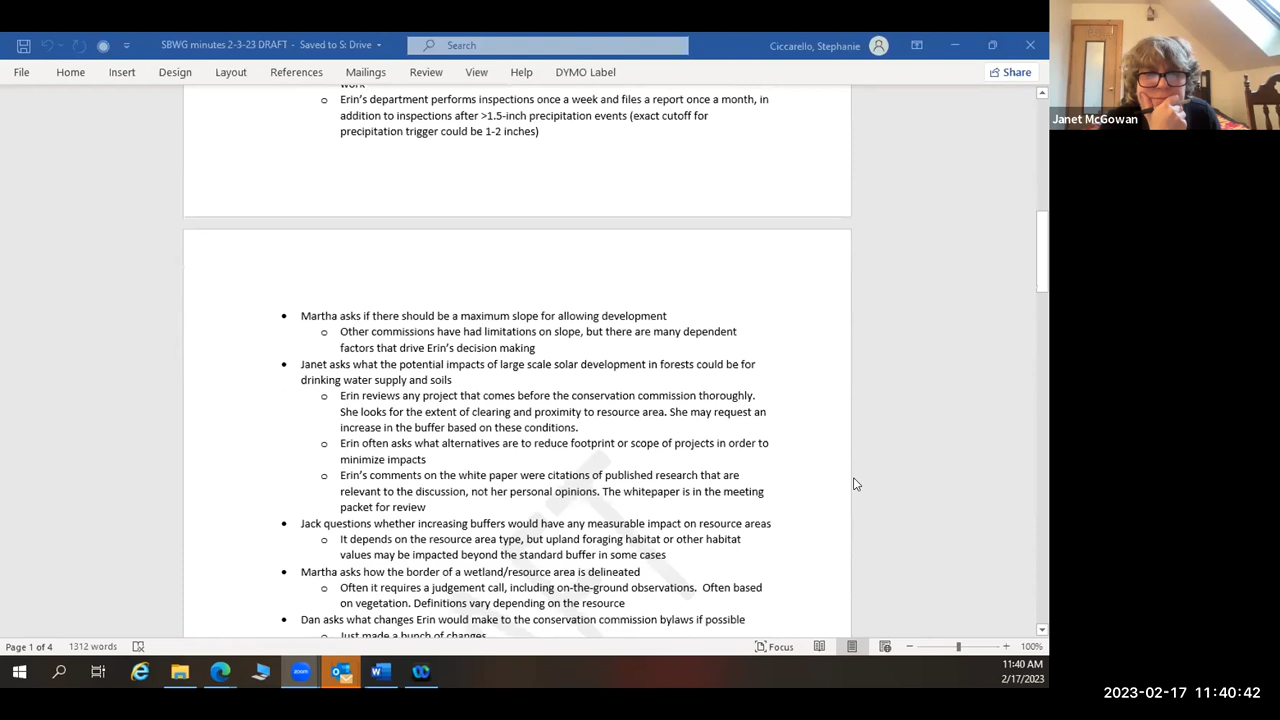 SBWG minutes 2-3-23 DRAFT - Saved to S: Drive
Search
Ciccarello, Stephanie
File Home Insert Design Layout References Mailings Review View Help DYMO Label Share
work
o Erin's department performs inspections once a week and files a report once a month, in
addition to inspections after >1.5-inch precipitation events (exact cutoff for
precipitation trigger could be 1-2 inches)
• Martha asks if there should be a maximum slope for allowing development
o Other commissions have had limitations on slope, but there are many dependent
factors that drive Erin's decision making
• Janet asks what the potential impacts of large scale solar development in forests could be for
drinking water supply and soils
o Erin reviews any project that comes before the conservation commission thoroughly.
She looks for the extent of clearing and proximity to resource area. She may request an
increase in the buffer based on these conditions.
o Erin often asks what alternatives are to reduce footprint or scope of projects in order to
minimize impacts
o Erin's comments on the white paper were citations of published research that are
relevant to the discussion, not her personal opinions. The whitepaper is in the meeting
packet for review
• Jack questions whether increasing buffers would have any measurable impact on resource areas
o It depends on the resource area type, but upland foraging habitat or other habitat
values may be impacted beyond the standard buffer in some cases
• Martha asks how the border of a wetland/resource area is delineated
o Often it requires a judgement call, including on-the-ground observations. Often based
on vegetation. Definitions vary depending on the resource
• Dan asks what changes Erin would make to the conservation commission bylaws if possible
o Just made a bunch of changes
Page 1 of 4 1312 words Focus 100%
zoom
11:40 AM
2/17/2023
Janet McGowan
2023-02-17 11:40:42